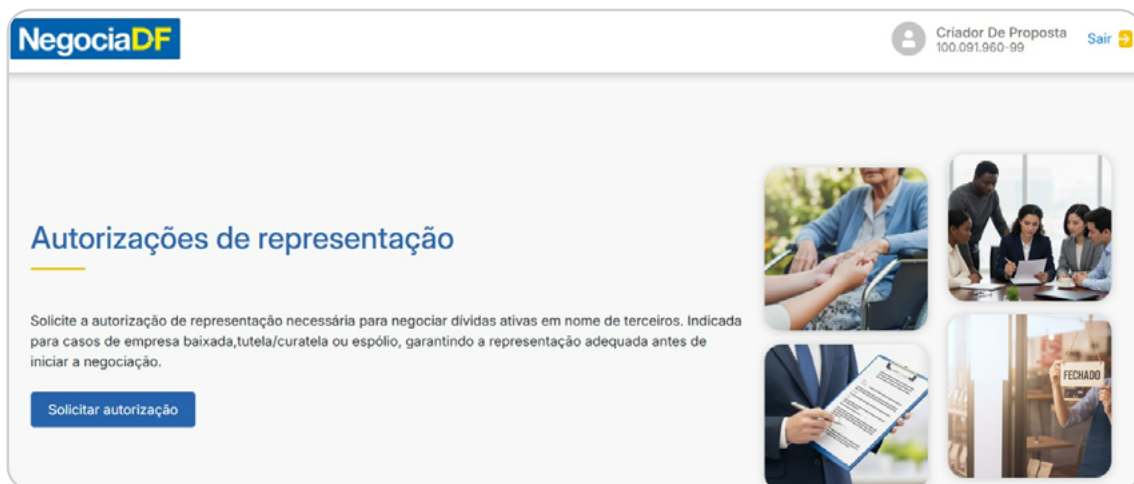 NegociaDF
Criador De Proposta
100.091.960-99
Sair
Autorizações de representação
Solicite a autorização de representação necessária para negociar dívidas ativas em nome de terceiros. Indicada
para casos de empresa baixada,tutela/curatela ou espólio, garantindo a representação adequada antes de
iniciar a negociação.
Solicitar autorização
FECHADO